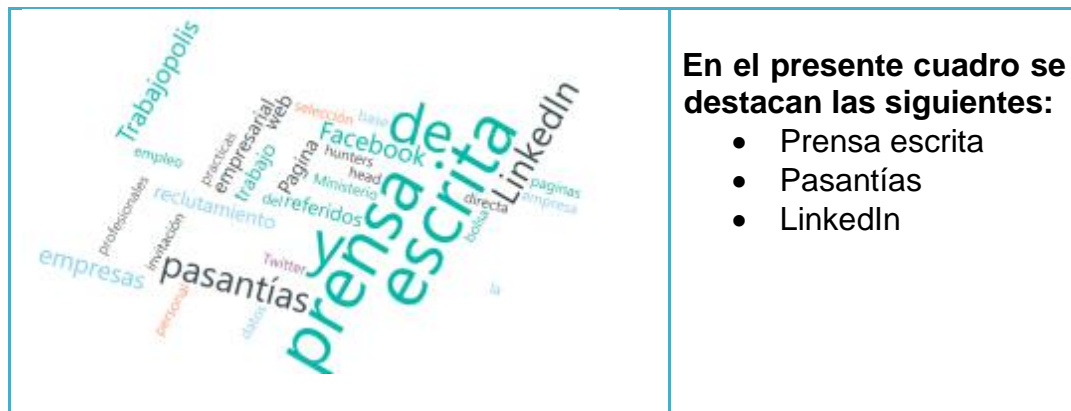 Trabajopolis
empleo
profesionales
practicas
empresarial
web
selección
base
de
Facebook
hunters
head
Pagina
trabajo
Ministerio
del
referidos
reclutamiento
invitación
empresas
pasantías
personal
datos
Twitter
y
prensa
escrita
LinkedIn
directa
bolsa
paginas
ampresa
la
En el presente cuadro se
destacan las siguientes:
• Prensa escrita
• Pasantías
• LinkedIn